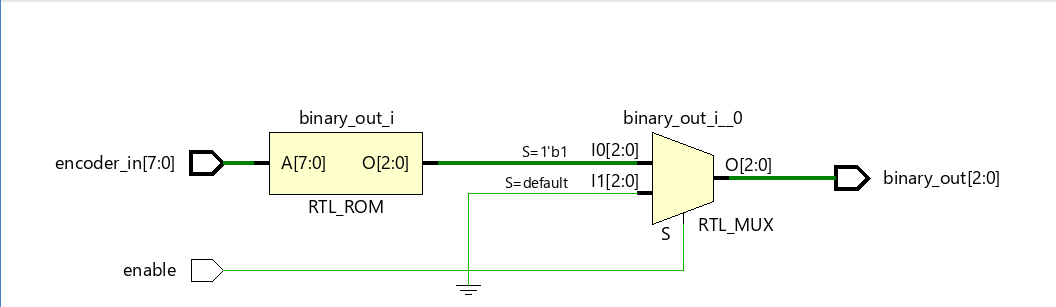 binary_out_i
binary_out_i__0
encoder_in[7:0]
A[7:0]
O[2:0]
S=1'b1
I0[2:0]
S=default
I1[2:0]
O[2:0]
binary_out[2:0]
RTL_ROM
S
RTL_MUX
enable